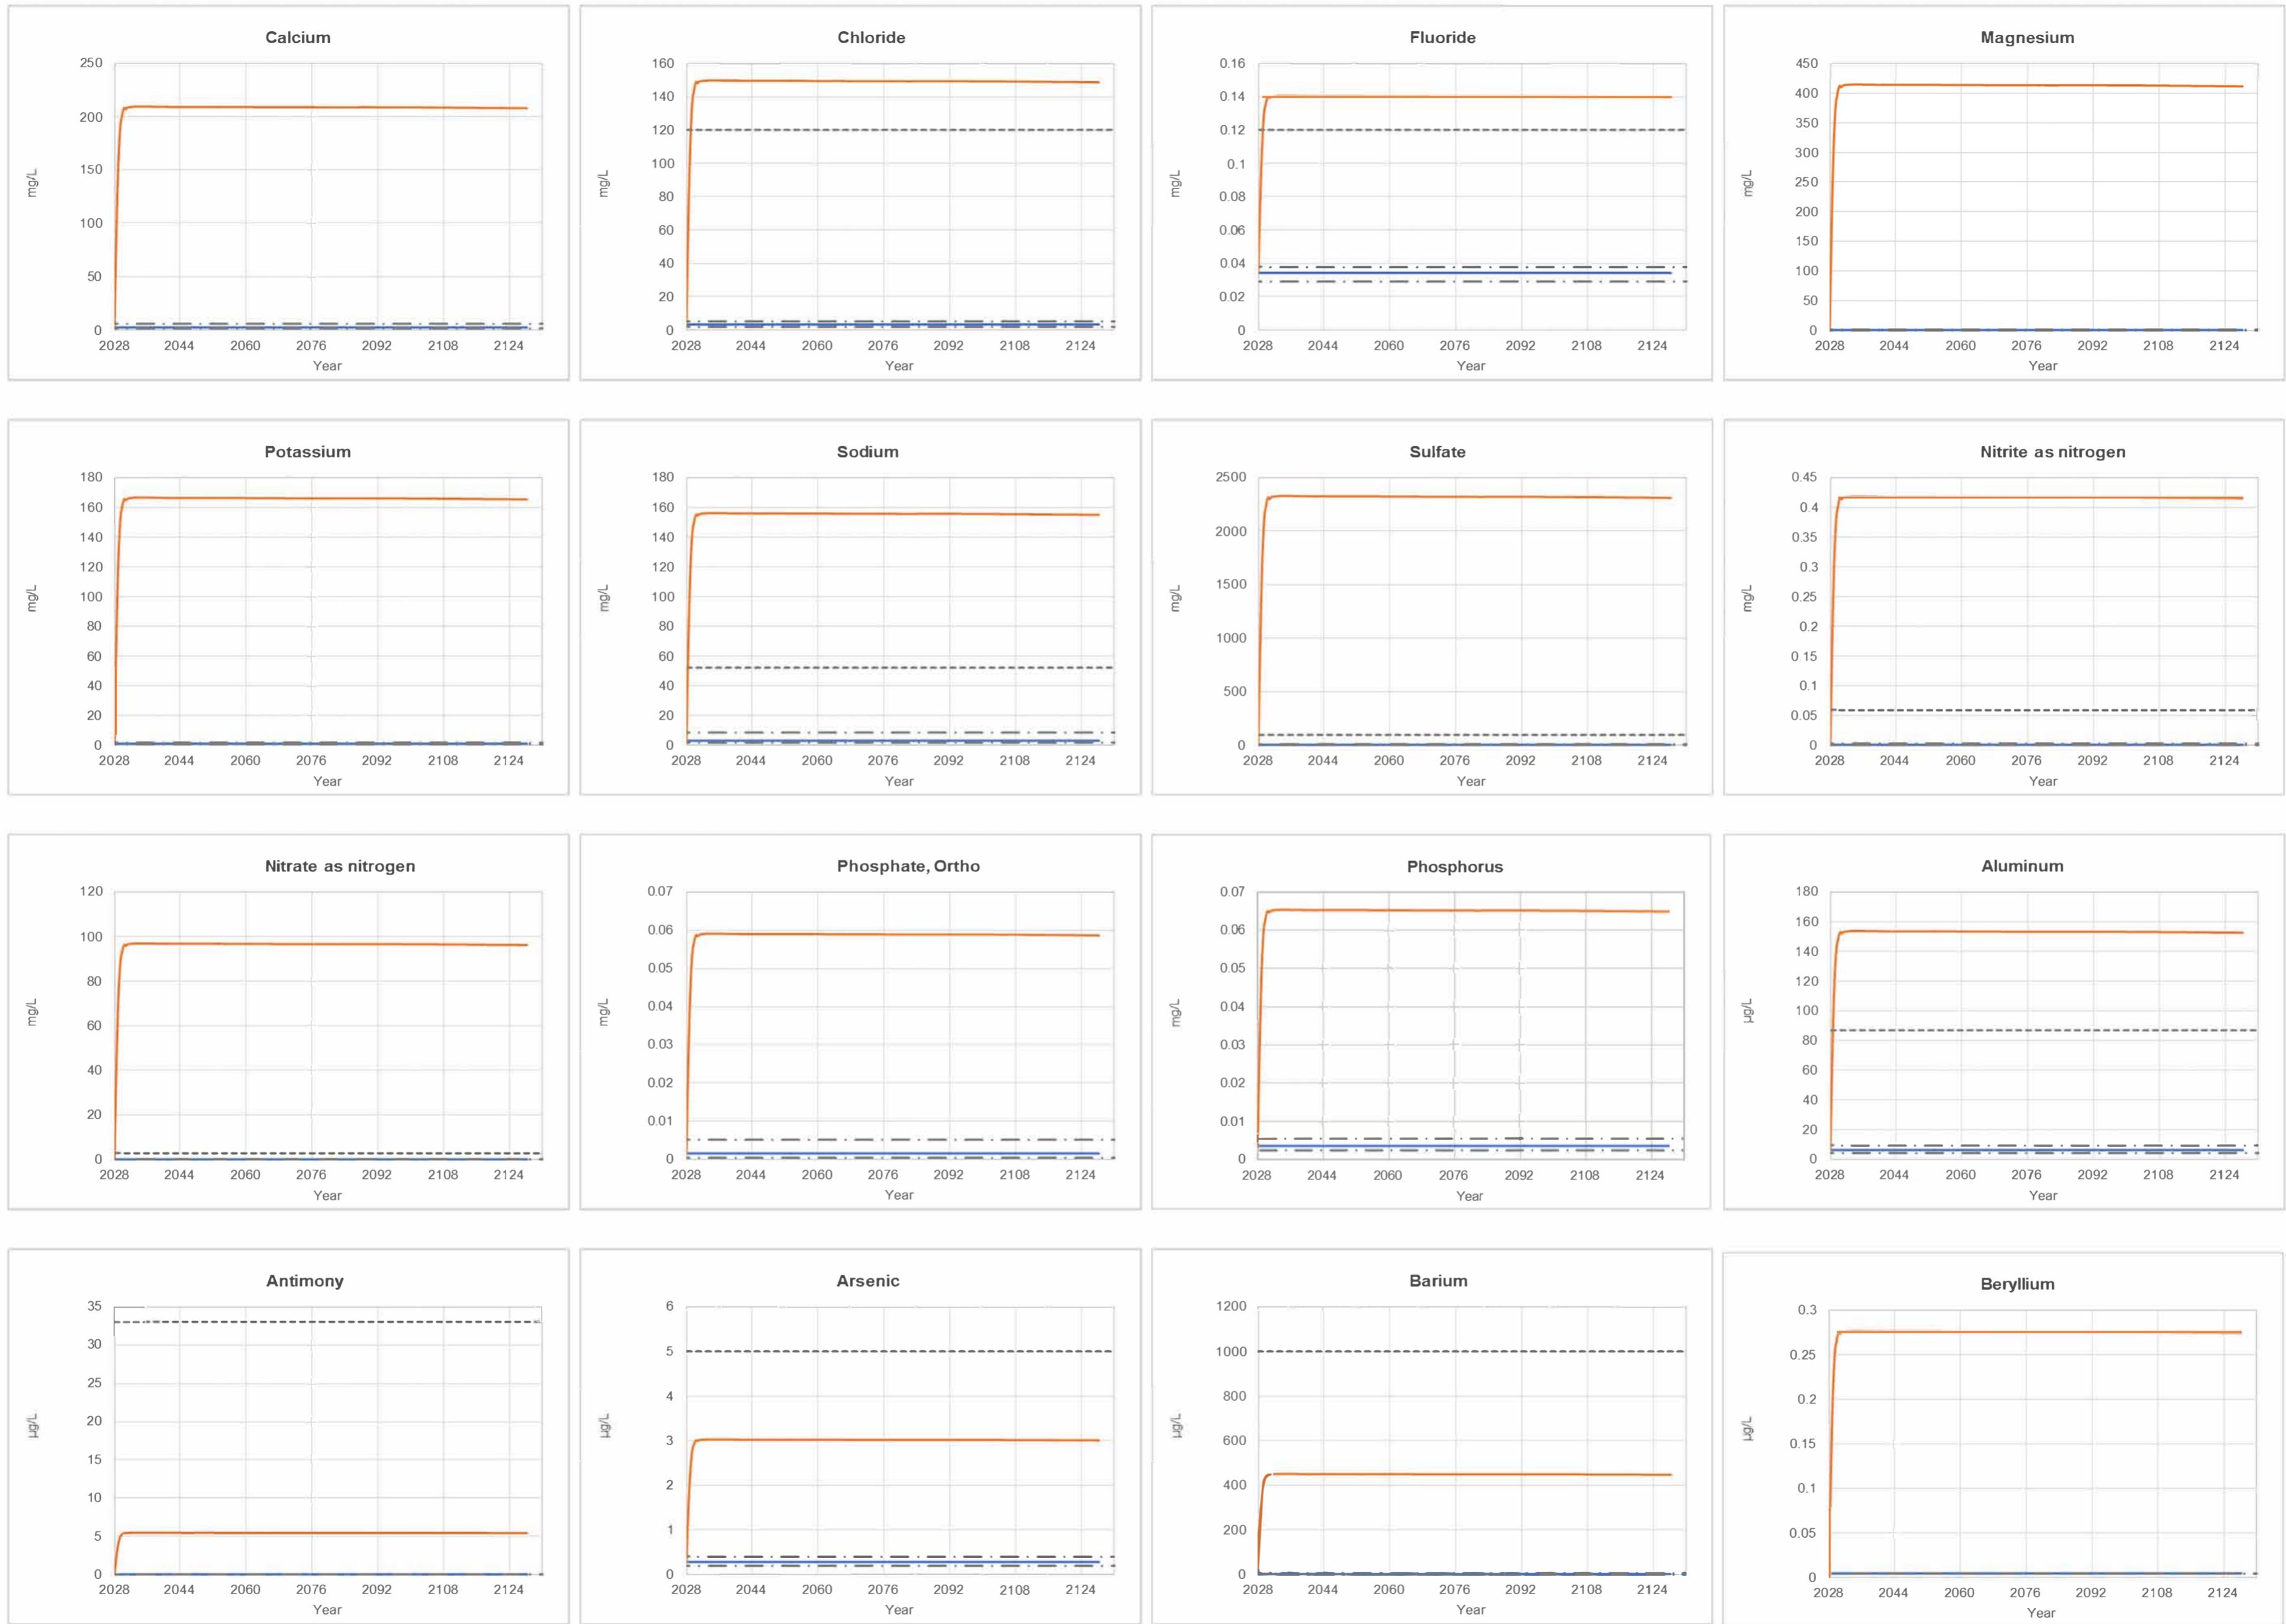 Calcium
250
200
150
100
50
0
mg/L
2028 2044 2060 2076 2092 2108 2124
Year
Chloride
160
140
120
100
80
60
40
20
0
mg/L
2028 2044 2060 2076 2092 2108 2124
Year
Fluoride
0.16
0.14
0.12
0.1
0.08
0.06
0.04
0.02
0
mg/L
2028 2044 2060 2076 2092 2108 2124
Year
Magnesium
450
400
350
300
250
200
150
100
50
0
mg/L
2028 2044 2060 2076 2092 2108 2124
Year
Potassium
180
160
140
120
100
80
60
40
20
0
mg/L
2028 2044 2060 2076 2092 2108 2124
Year
Sodium
180
160
140
120
100
80
60
40
20
0
mg/L
2028 2044 2060 2076 2092 2108 2124
Year
Sulfate
2500
2000
1500
1000
500
0
mg/L
2028 2044 2060 2076 2092 2108 2124
Year
Nitrite as nitrogen
0.45
0.4
0.35
0.3
0.25
0.2
0.15
0.1
0.05
0
mg/L
2028 2044 2060 2076 2092 2108 2124
Year
Nitrate as nitrogen
120
100
80
60
40
20
0
mg/L
2028 2044 2060 2076 2092 2108 2124
Year
Phosphate, Ortho
0.07
0.06
0.05
0.04
0.03
0.02
0.01
0
mg/L
2028 2044 2060 2076 2092 2108 2124
Year
Phosphorus
0.07
0.06
0.05
0.04
0.03
0.02
0.01
0
mg/L
2028 2044 2060 2076 2092 2108 2124
Year
Aluminum
180
160
140
120
100
80
60
40
20
0
µg/L
2028 2044 2060 2076 2092 2108 2124
Year
Antimony
35
30
25
20
15
10
5
0
µg/L
2028 2044 2060 2076 2092 2108 2124
Year
Arsenic
6
5
4
3
2
1
0
µg/L
2028 2044 2060 2076 2092 2108 2124
Year
Barium
1200
1000
800
600
400
200
0
µg/L
2028 2044 2060 2076 2092 2108 2124
Year
Beryllium
0.3
0.25
0.2
0.15
0.1
0.05
0
µg/L
2028 2044 2060 2076 2092 2108 2124
Year